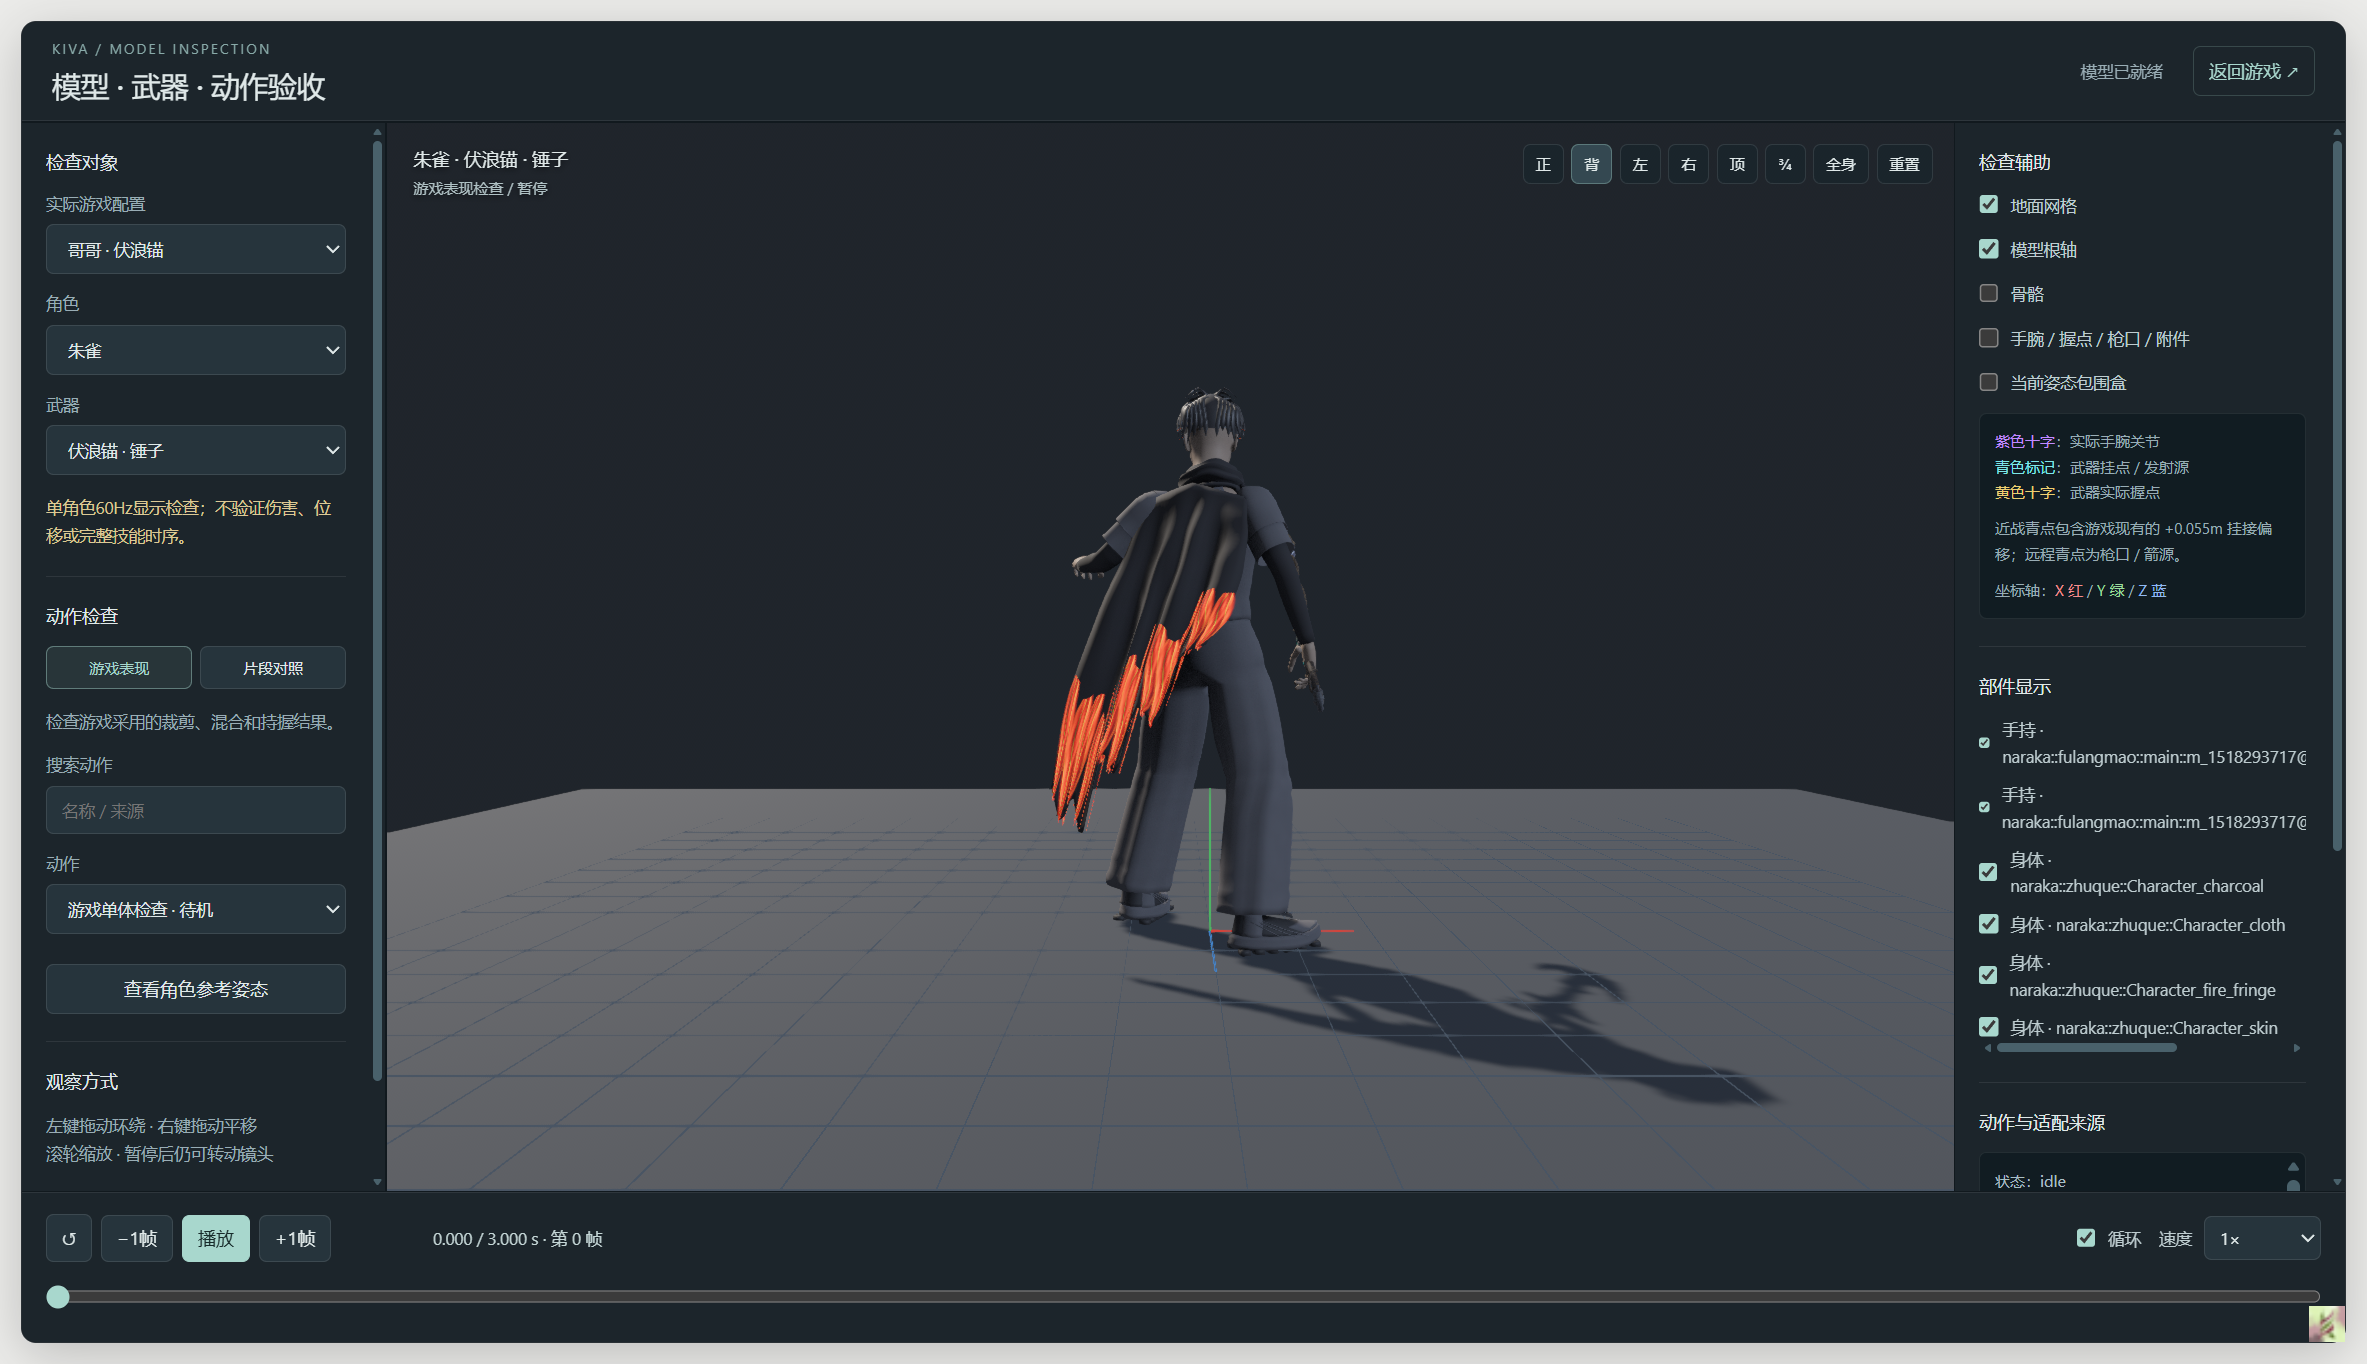 KIVA / MODEL INSPECTION
模型 · 武器 · 动作验收
模型已就绪
返回游戏 ↗
检查对象
实际游戏配置
哥哥 · 伏浪锚
角色
朱雀
武器
伏浪锚 · 锤子
单角色60Hz显示检查；不验证伤害、位
移或完整技能时序。
动作检查
游戏表现
片段对照
检查游戏采用的裁剪、混合和持握结果。
搜索动作
名称 / 来源
动作
游戏单体检查 · 待机
查看角色参考姿态
观察方式
左键拖动环绕 · 右键拖动平移
滚轮缩放 · 暂停后仍可转动镜头
朱雀 · 伏浪锚 · 锤子
游戏表现检查 / 暂停
正
背
左
右
顶
¾
全身
重置
检查辅助
地面网格
模型根轴
骨骼
手腕 / 握点 / 枪口 / 附件
当前姿态包围盒
紫色十字：实际手腕关节
青色标记：武器挂点 / 发射源
黄色十字：武器实际握点
近战青点包含游戏现有的 +0.055m 挂接偏
移；远程青点为枪口 / 箭源。
坐标轴：X 红 / Y 绿 / Z 蓝
部件显示
手持 ·
naraka::fulangmao::main::m_1518293717@
手持 ·
naraka::fulangmao::main::m_1518293717@
身体 ·
naraka::zhuque::Character_charcoal
身体 · naraka::zhuque::Character_cloth
身体 ·
naraka::zhuque::Character_fire_fringe
身体 · naraka::zhuque::Character_skin
动作与适配来源
状态：idle
↺
−1帧
播放
+1帧
0.000 / 3.000 s · 第 0 帧
循环
速度
1×